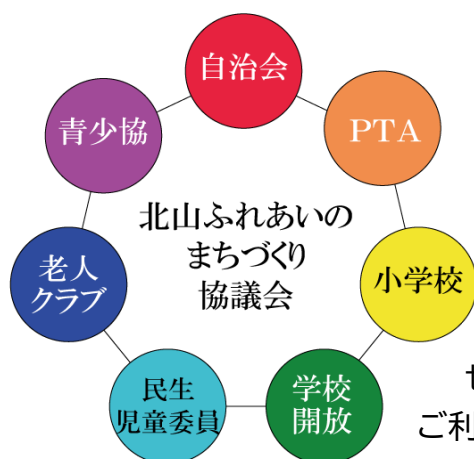 自治会
PTA
小学校
学校
開放
民生
児童委員
老人
クラブ
青少協
北山ふれあいの
まちづくり
協議会
ご利